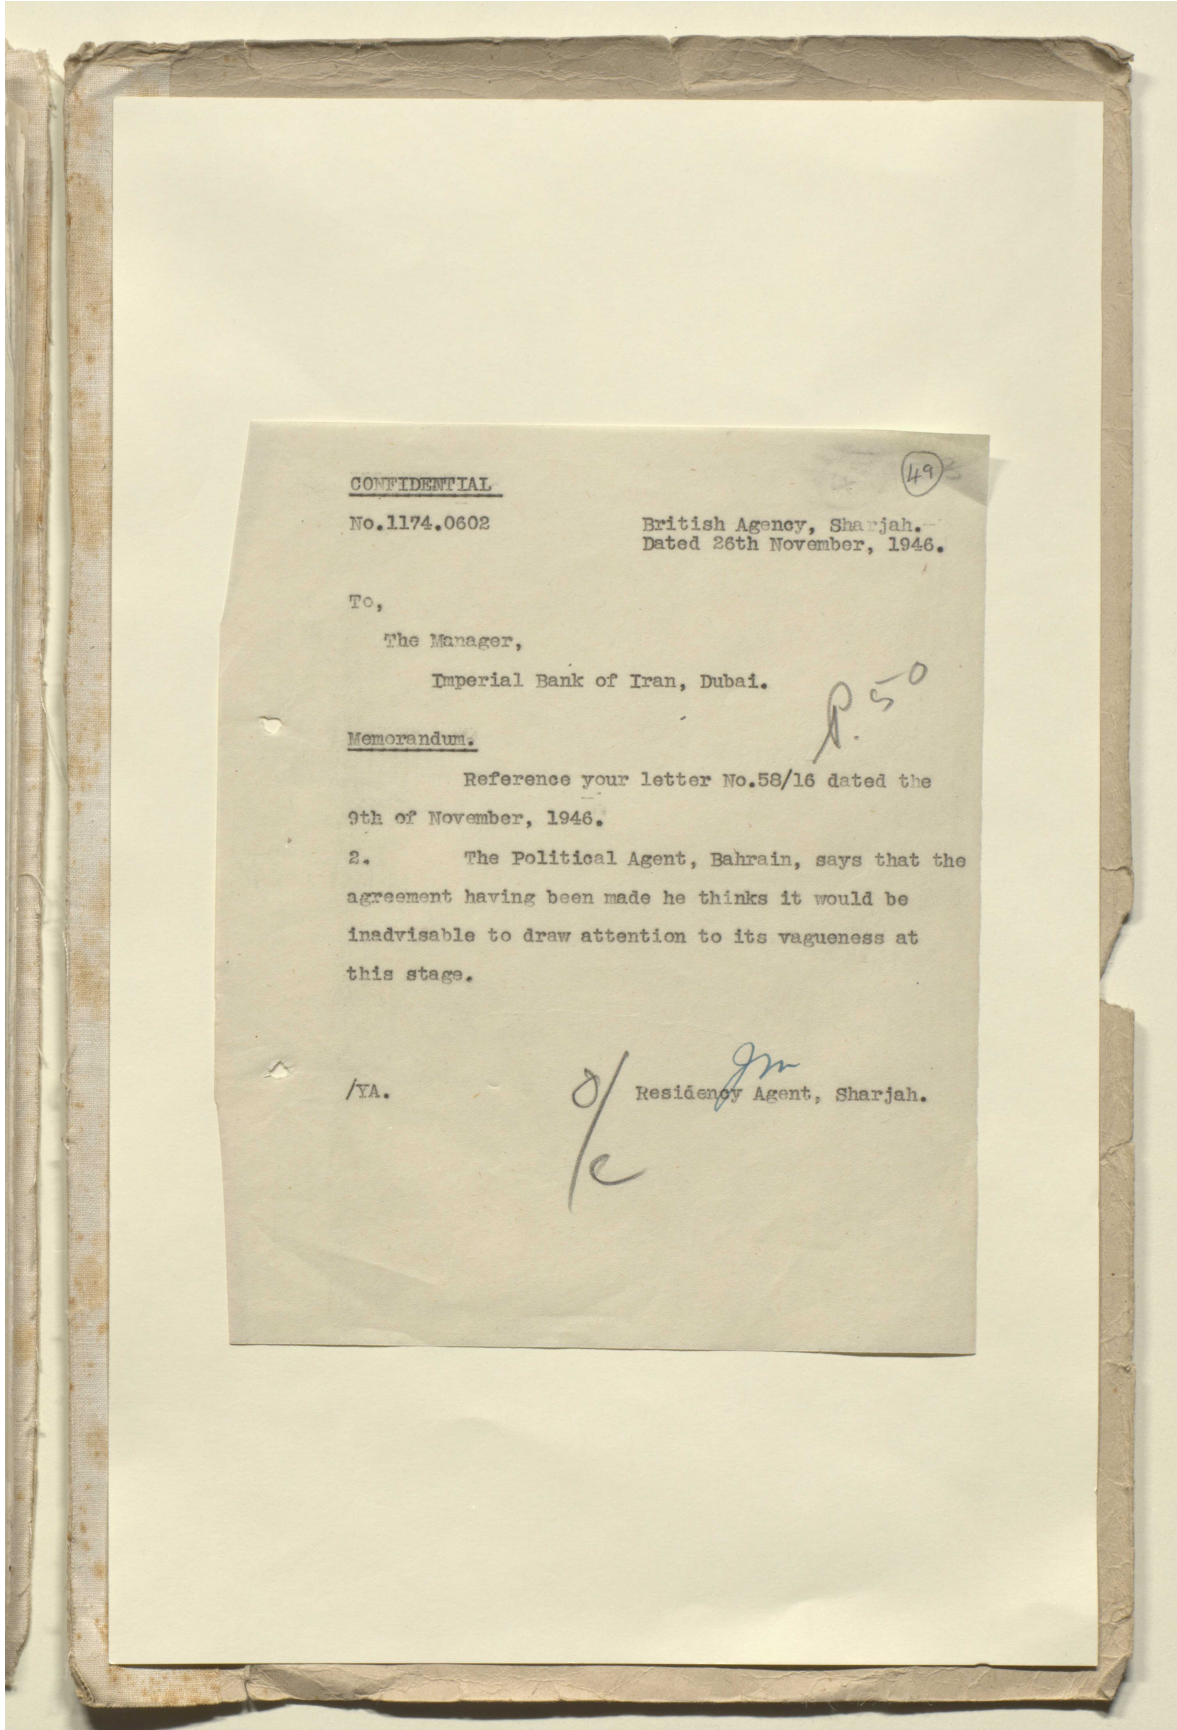 49
CONFIDENTIAL
No.1174.0602
British Agency, Sharjah.
Dated 26th November, 1946.
To,
The Manager,
Imperial Bank of Iran, Dubai.
P. 50
Memorandum.
Reference your letter No.58/16 dated the
9th of November, 1946.
2. The Political Agent, Bahrain, says that the
agreement having been made he thinks it would be
inadvisable to draw attention to its vagueness at
this stage.
/YA.
o/c
Residency Agent, Sharjah.